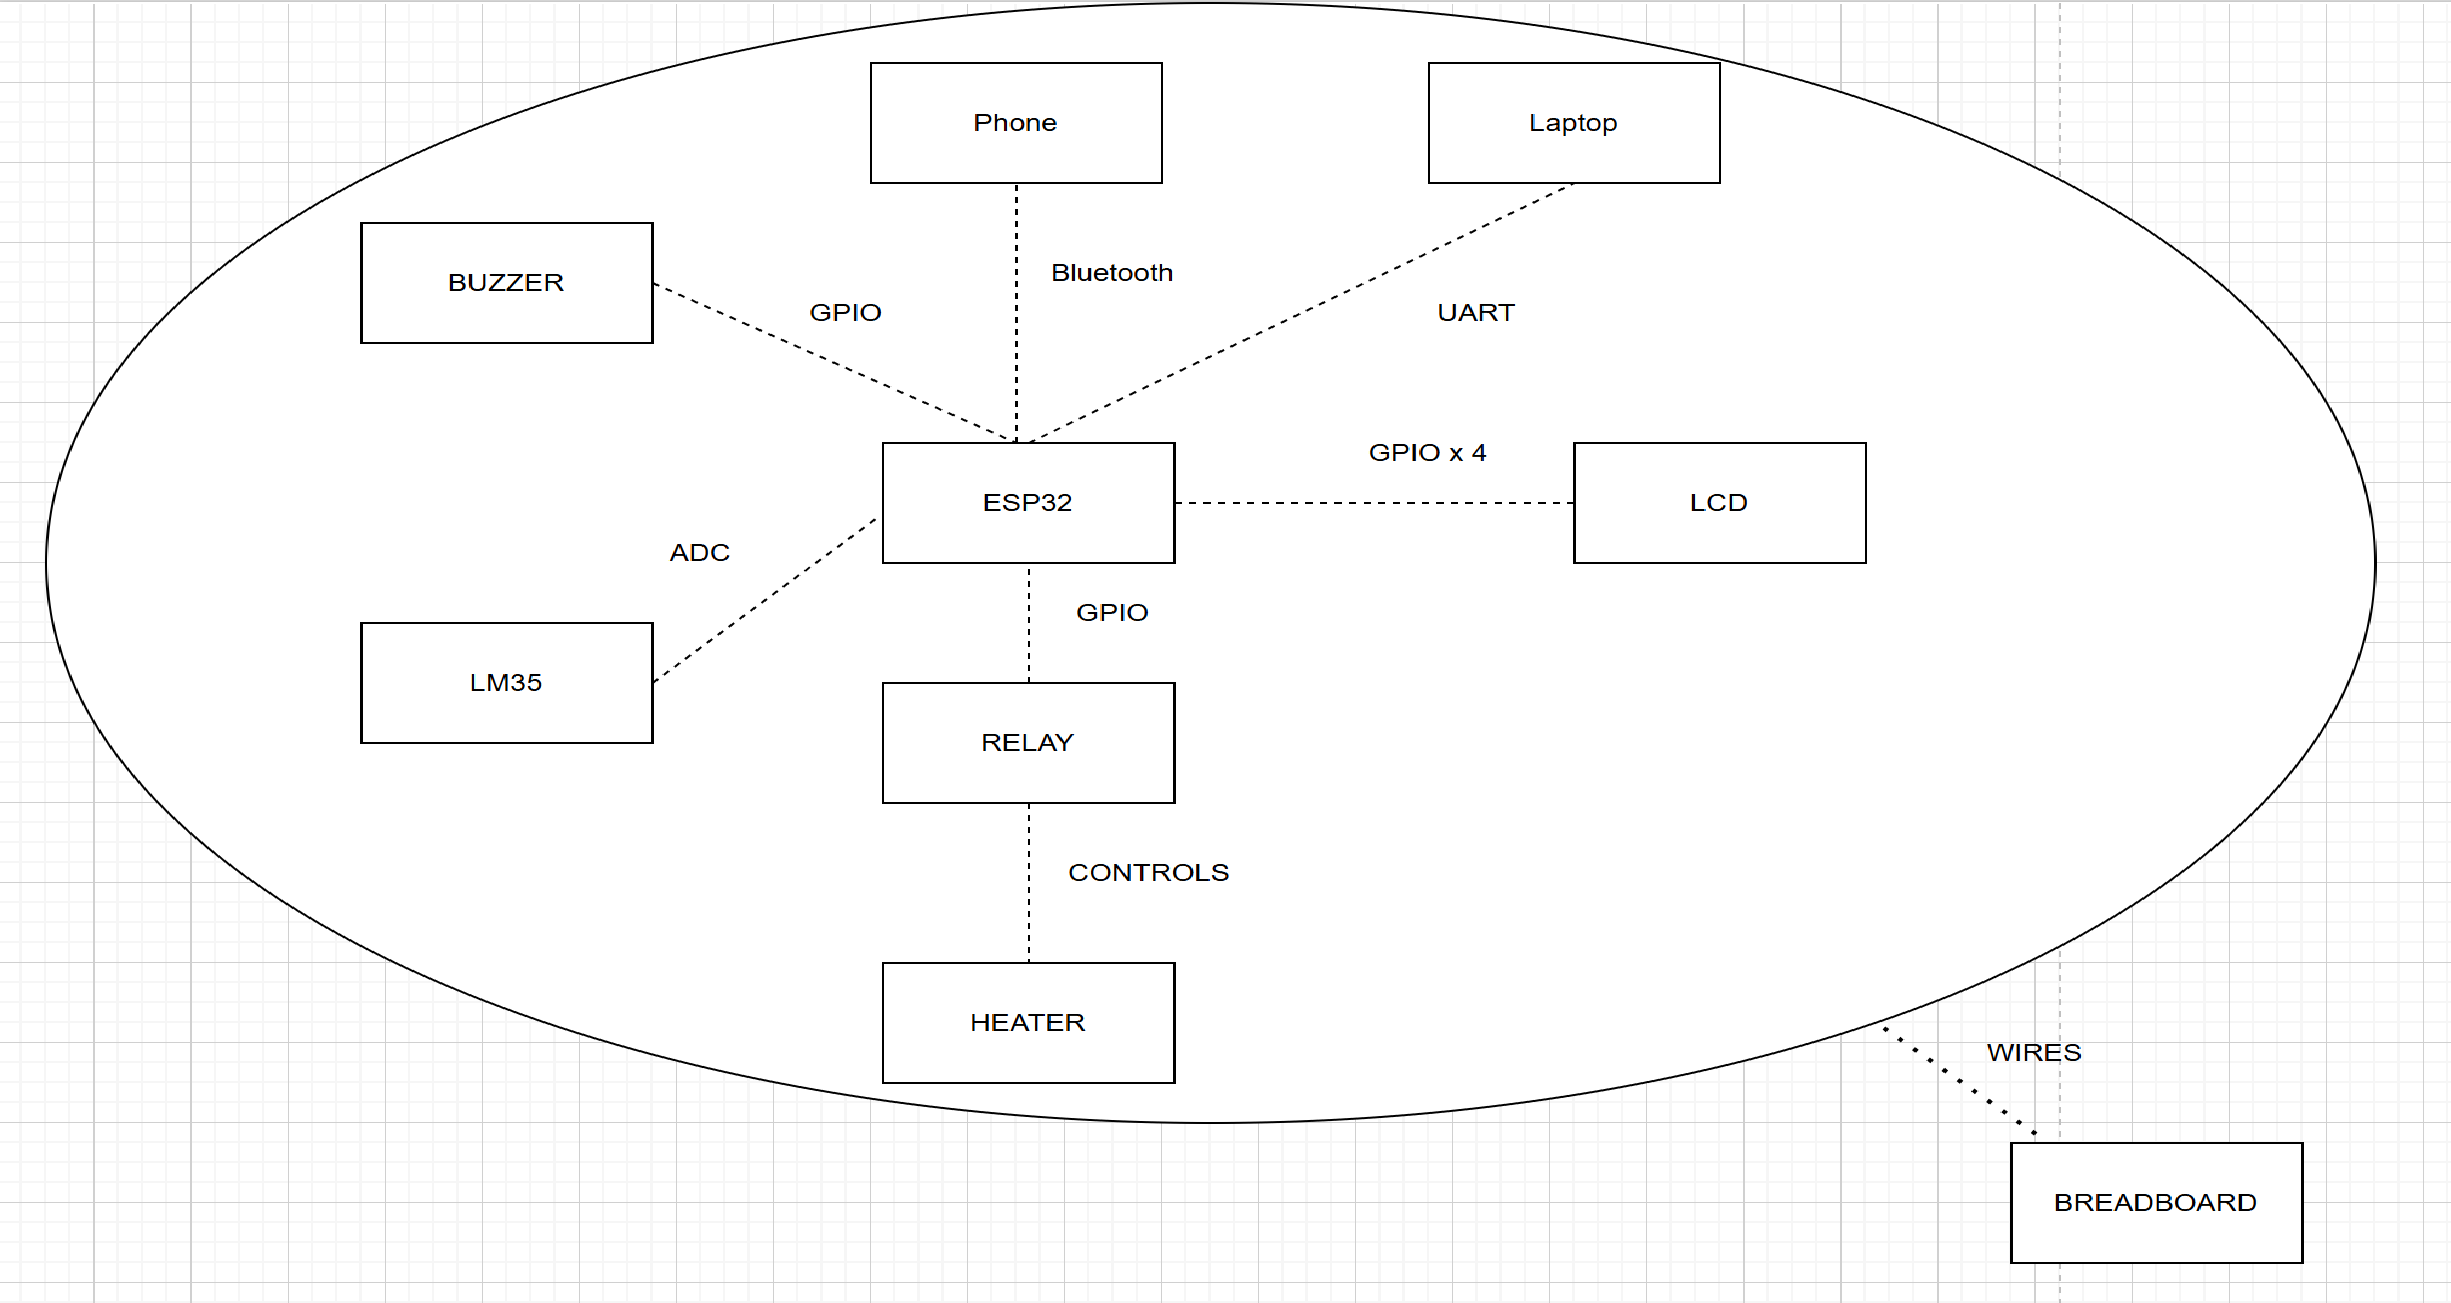 Phone
Laptop
BUZZER
Bluetooth
GPIO
UART
GPIO x 4
ESP32
LCD
ADC
GPIO
LM35
RELAY
CONTROLS
HEATER
WIRES
BREADBOARD